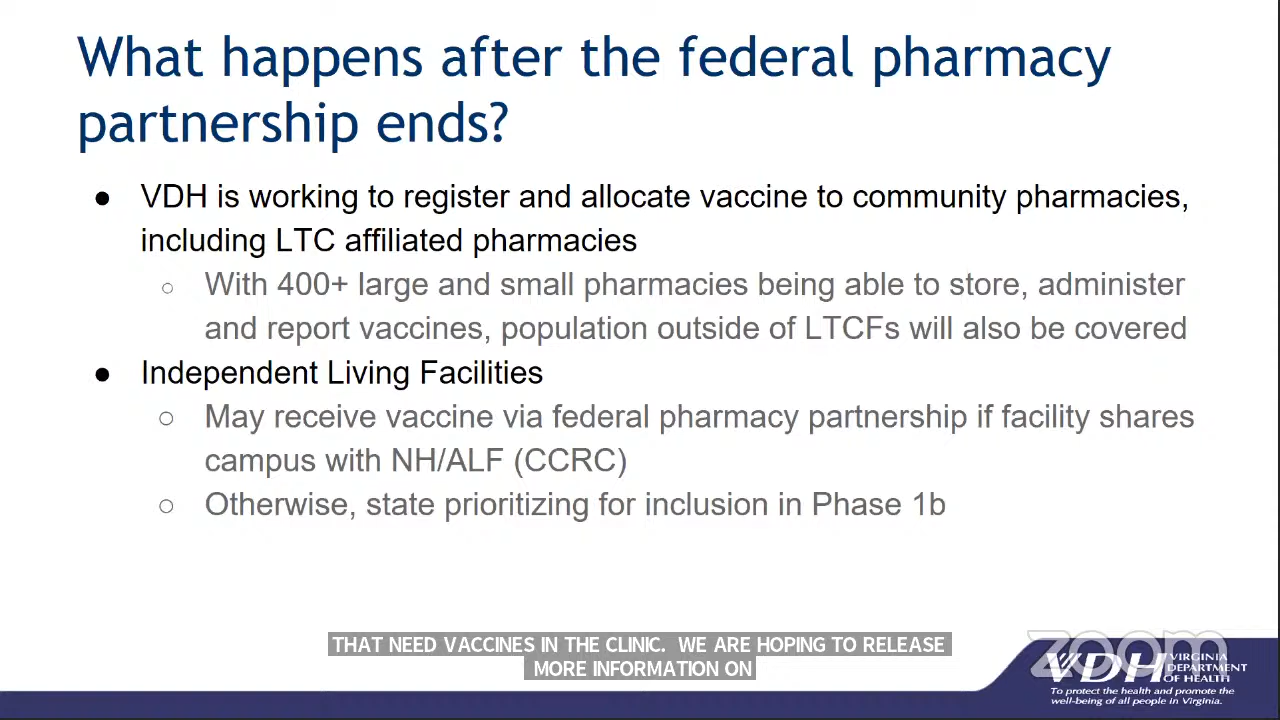 What happens after the federal pharmacy
partnership ends?
● VDH is working to register and allocate vaccine to community pharmacies,
including LTC affiliated pharmacies
○ With 400+ large and small pharmacies being able to store, administer
and report vaccines, population outside of LTCFs will also be covered
● Independent Living Facilities
○ May receive vaccine via federal pharmacy partnership if facility shares
campus with NH/ALF (CCRC)
○ Otherwise, state prioritizing for inclusion in Phase 1b
THAT NEED VACCINES IN THE CLINIC. WE ARE HOPING TO RELEASE
MORE INFORMATION ON
zoom
VDH VIRGINIA
DEPARTMENT
OF HEALTH
To protect the health and promote the
well-being of all people in Virginia.